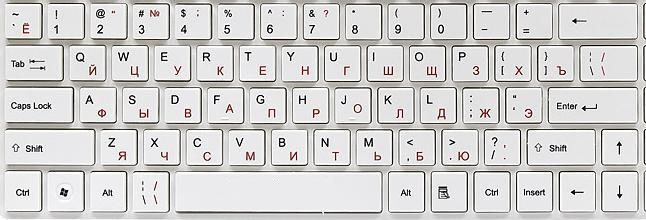 ~ ` Ё ! 1 @ " 2 # № 3 $ ; 4 % 5 ^ : 6 & ? 7 * 8 ( 9 ) 0 _ - + = ←
Tab Q Й W Ц E У R К T Е Y Н U Г I Ш O Щ P З { [ Х } ] Ъ ¦ / \ \
Caps Lock A Ф S Ы D В F А G П H Р J О K Л L Д : ; Ж " ' Э Enter ↵
⇧ Shift Z Я X Ч C С V М B И N Т M Ь < , Б > . Ю ? , / . ⇧ Shift ↑
Ctrl Alt ¦ / \ \ Alt Ctrl Insert ← ↓